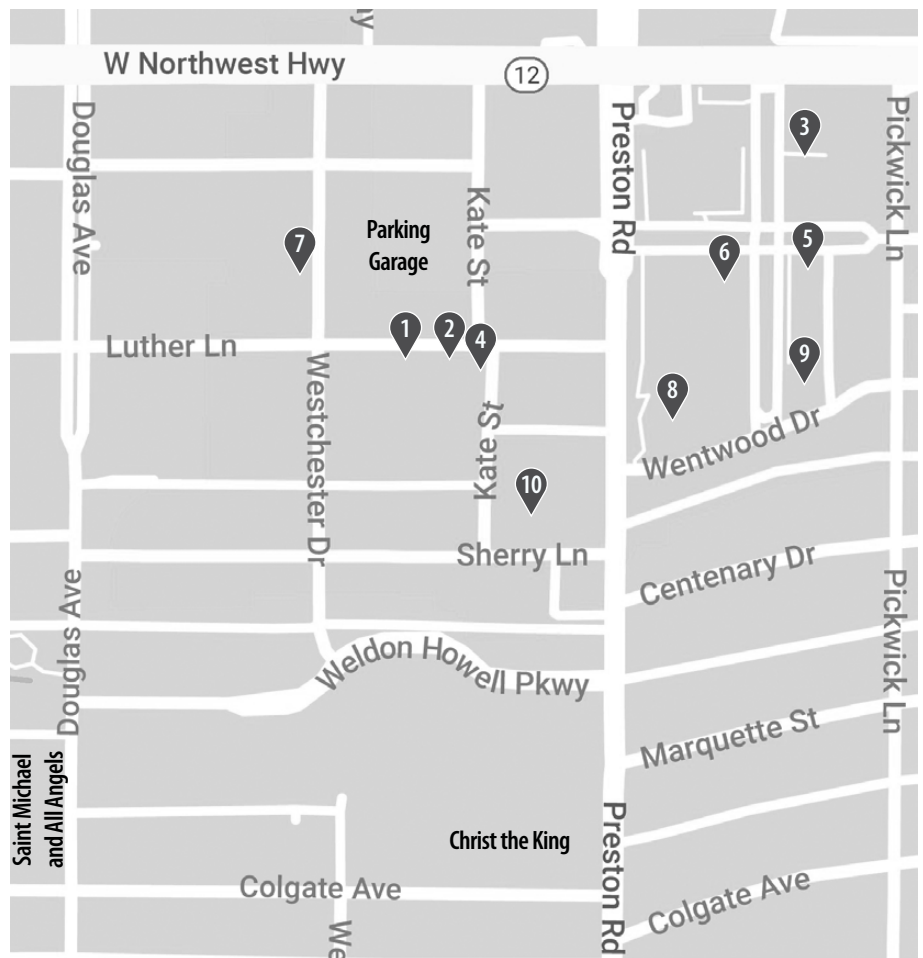 ay
W Northwest Hwy
12
Douglas Ave
Preston Rd
3
Pickwick Ln
Kate St
7
Parking
Garage
6
5
1
2
4
Luther Ln
9
8
Westchester Dr
Kate St
Wentwood Dr
10
Sherry Ln
Centenary Dr
Douglas Ave
Pickwick Ln
Weldon Howell Pkwy
Marquette St
Saint Michael
and All Angels
Christ the King
Preston Rd
Colgate Ave
Colgate Ave
We